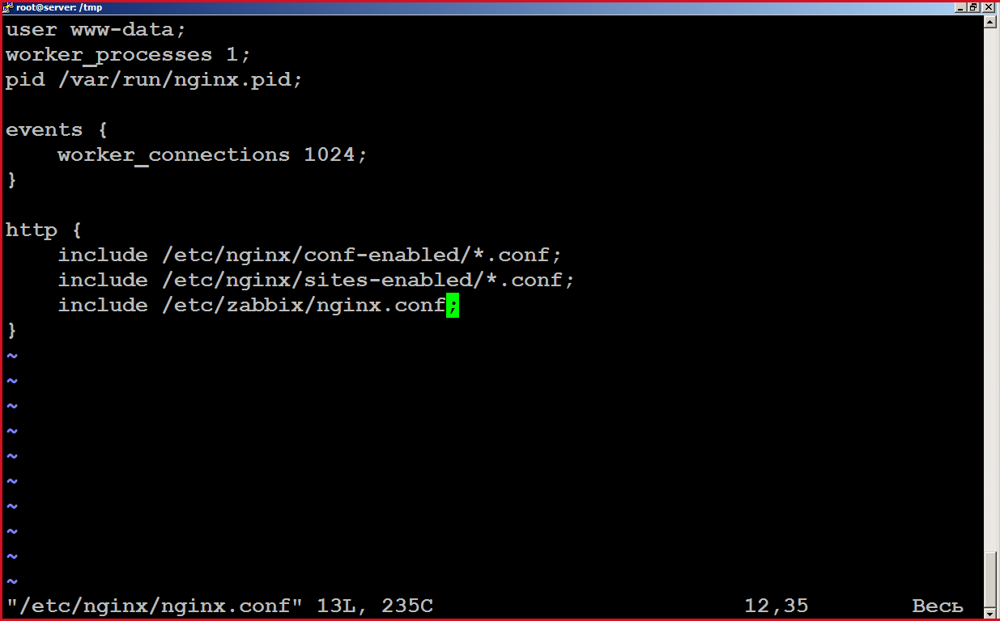 root@server: /tmp
user www-data;
worker_processes 1;
pid /var/run/nginx.pid;
events {
    worker_connections 1024;
}
http {
    include /etc/nginx/conf-enabled/*.conf;
    include /etc/nginx/sites-enabled/*.conf;
    include /etc/zabbix/nginx.conf;
}
~
~
~
~
~
~
~
~
~
~
"/etc/nginx/nginx.conf" 13L, 235C 12,35 Весь